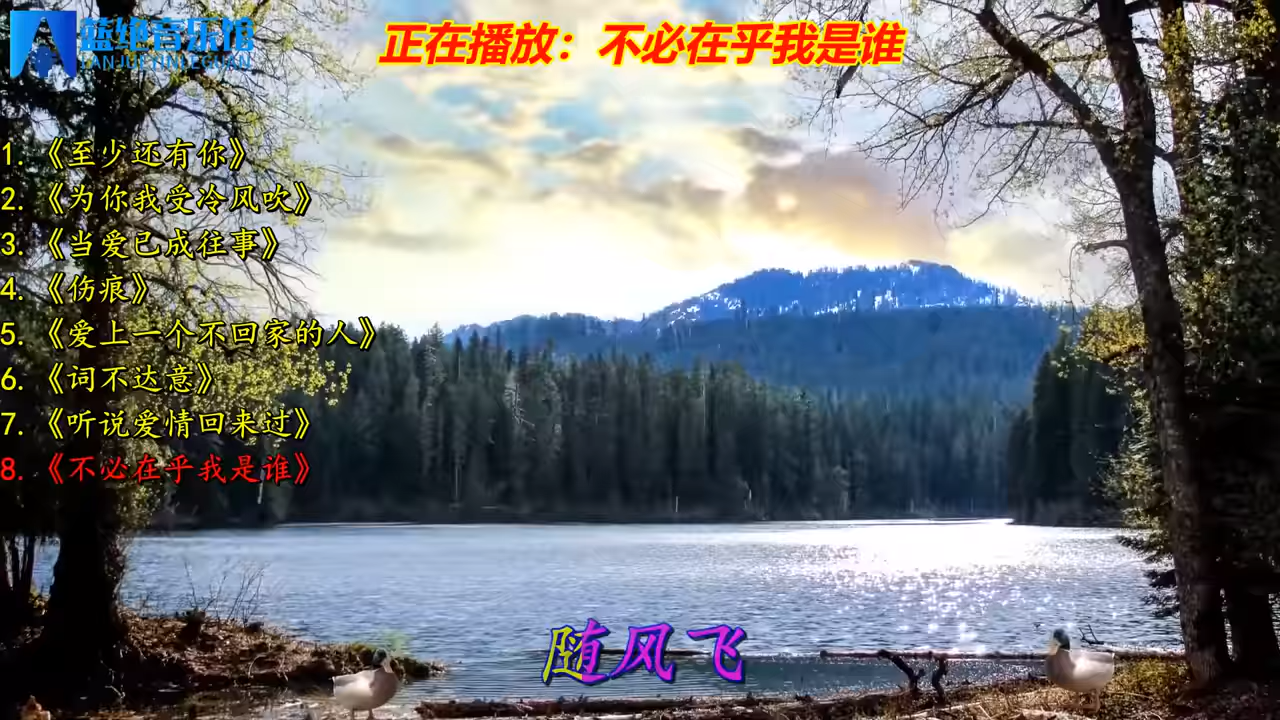 蓝绝音乐馆
LANJUEYINLEGUAN
正在播放：不必在乎我是谁
1. 《至少还有你》
2. 《为你我受冷风吹》
3. 《当爱已成往事》
4. 《伤痕》
5. 《爱上一个不回家的人》
6. 《词不达意》
7. 《听说爱情回来过》
8. 《不必在乎我是谁》
随风飞